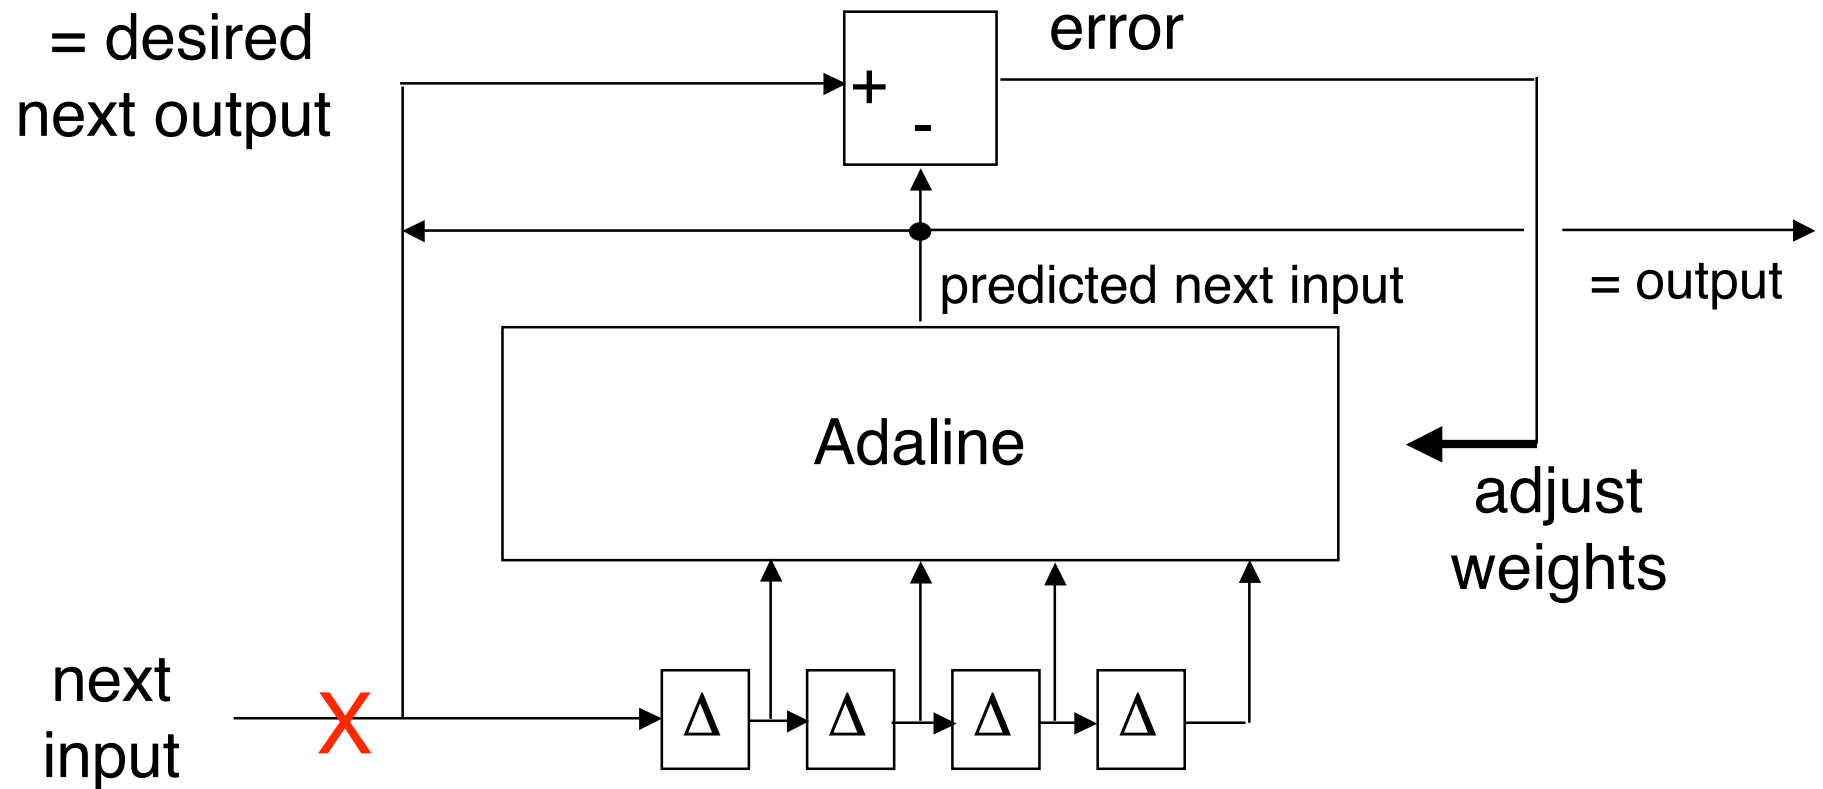 = desired
next output
error
+
-
predicted next input
= output
Adaline
adjust
weights
next
input
X
Δ Δ Δ Δ